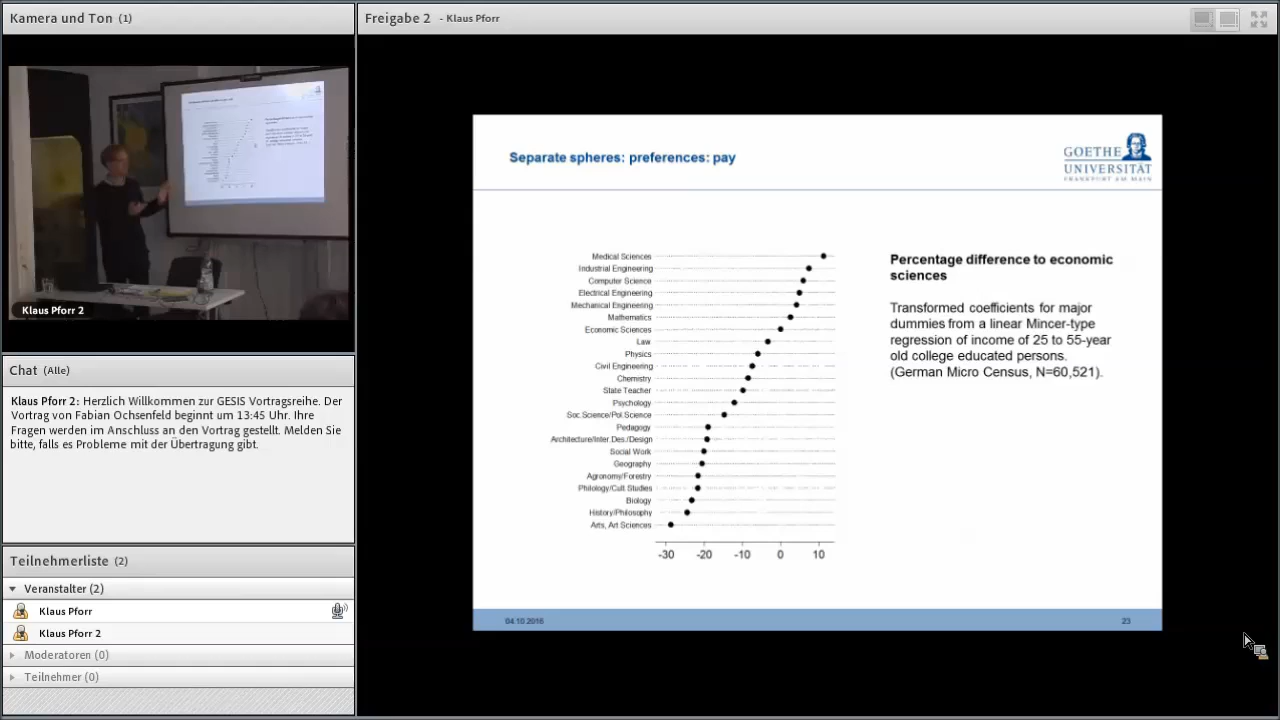 Kamera und Ton (1)
Klaus Pforr 2
Chat (Alle)
Klaus Pforr 2: Herzlich Willkommen zur GESIS Vortragsreihe. Der
Vortrag von Fabian Ochsenfeld beginnt um 13:45 Uhr. Ihre
Fragen werden im Anschluss an den Vortrag gestellt. Melden Sie
bitte, falls es Probleme mit der Übertragung gibt.
Teilnehmerliste (2)
Veranstalter (2)
Klaus Pforr
Klaus Pforr 2
Moderatoren (0)
Teilnehmer (0)
Freigabe 2 - Klaus Pforr
Separate spheres: preferences: pay
GOETHE
UNIVERSITÄT
FRANKFURT AM MAIN
Medical Sciences
Industrial Engineering
Computer Science
Electrical Engineering
Mechanical Engineering
Mathematics
Economic Sciences
Law
Physics
Civil Engineering
Chemistry
State Teacher
Psychology
Soc.Science/Pol.Science
Pedagogy
Architecture/Inter.Des./Design
Social Work
Geography
Agronomy/Forestry
Philology/Cult.Studies
Biology
History/Philosophy
Arts, Art Sciences
-30 -20 -10 0 10
Percentage difference to economic
sciences
Transformed coefficients for major
dummies from a linear Mincer-type
regression of income of 25 to 55-year
old college educated persons.
(German Micro Census, N=60,521).
04.10.2016
23